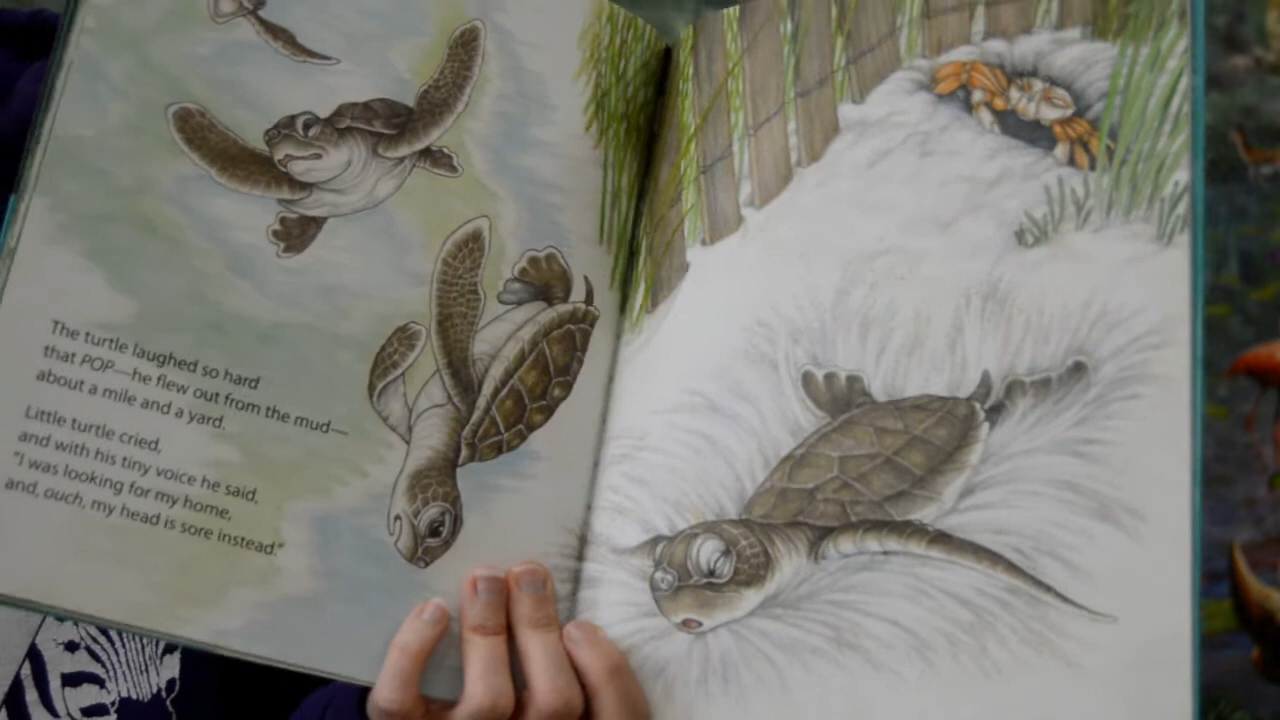 The turtle laughed so hard
that POP—he flew out from the mud—
about a mile and a yard.
Little turtle cried,
and with his tiny voice he said,
"I was looking for my home,
and, ouch, my head is sore instead."